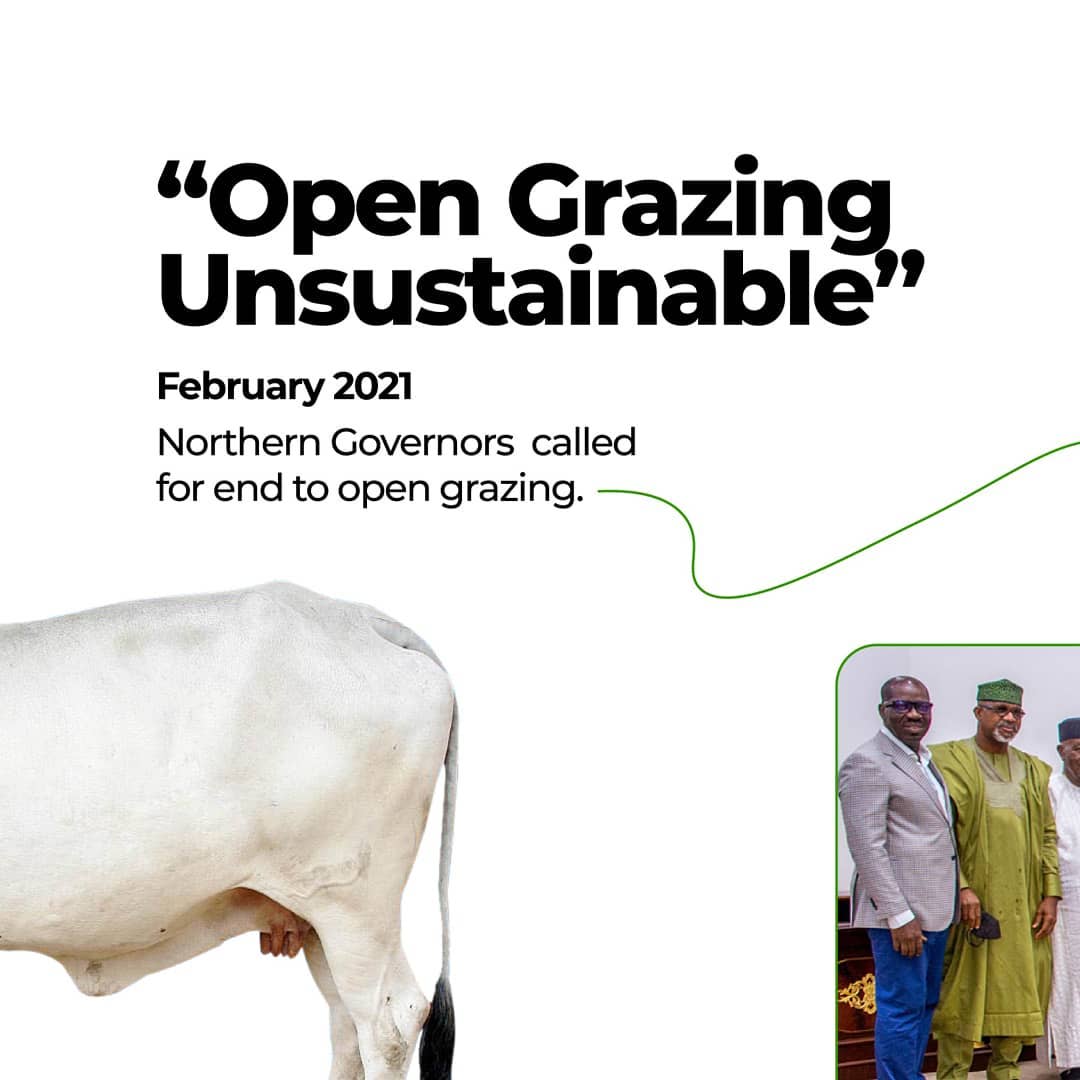 “Open Grazing
Unsustainable”
February 2021
Northern Governors called
for end to open grazing.